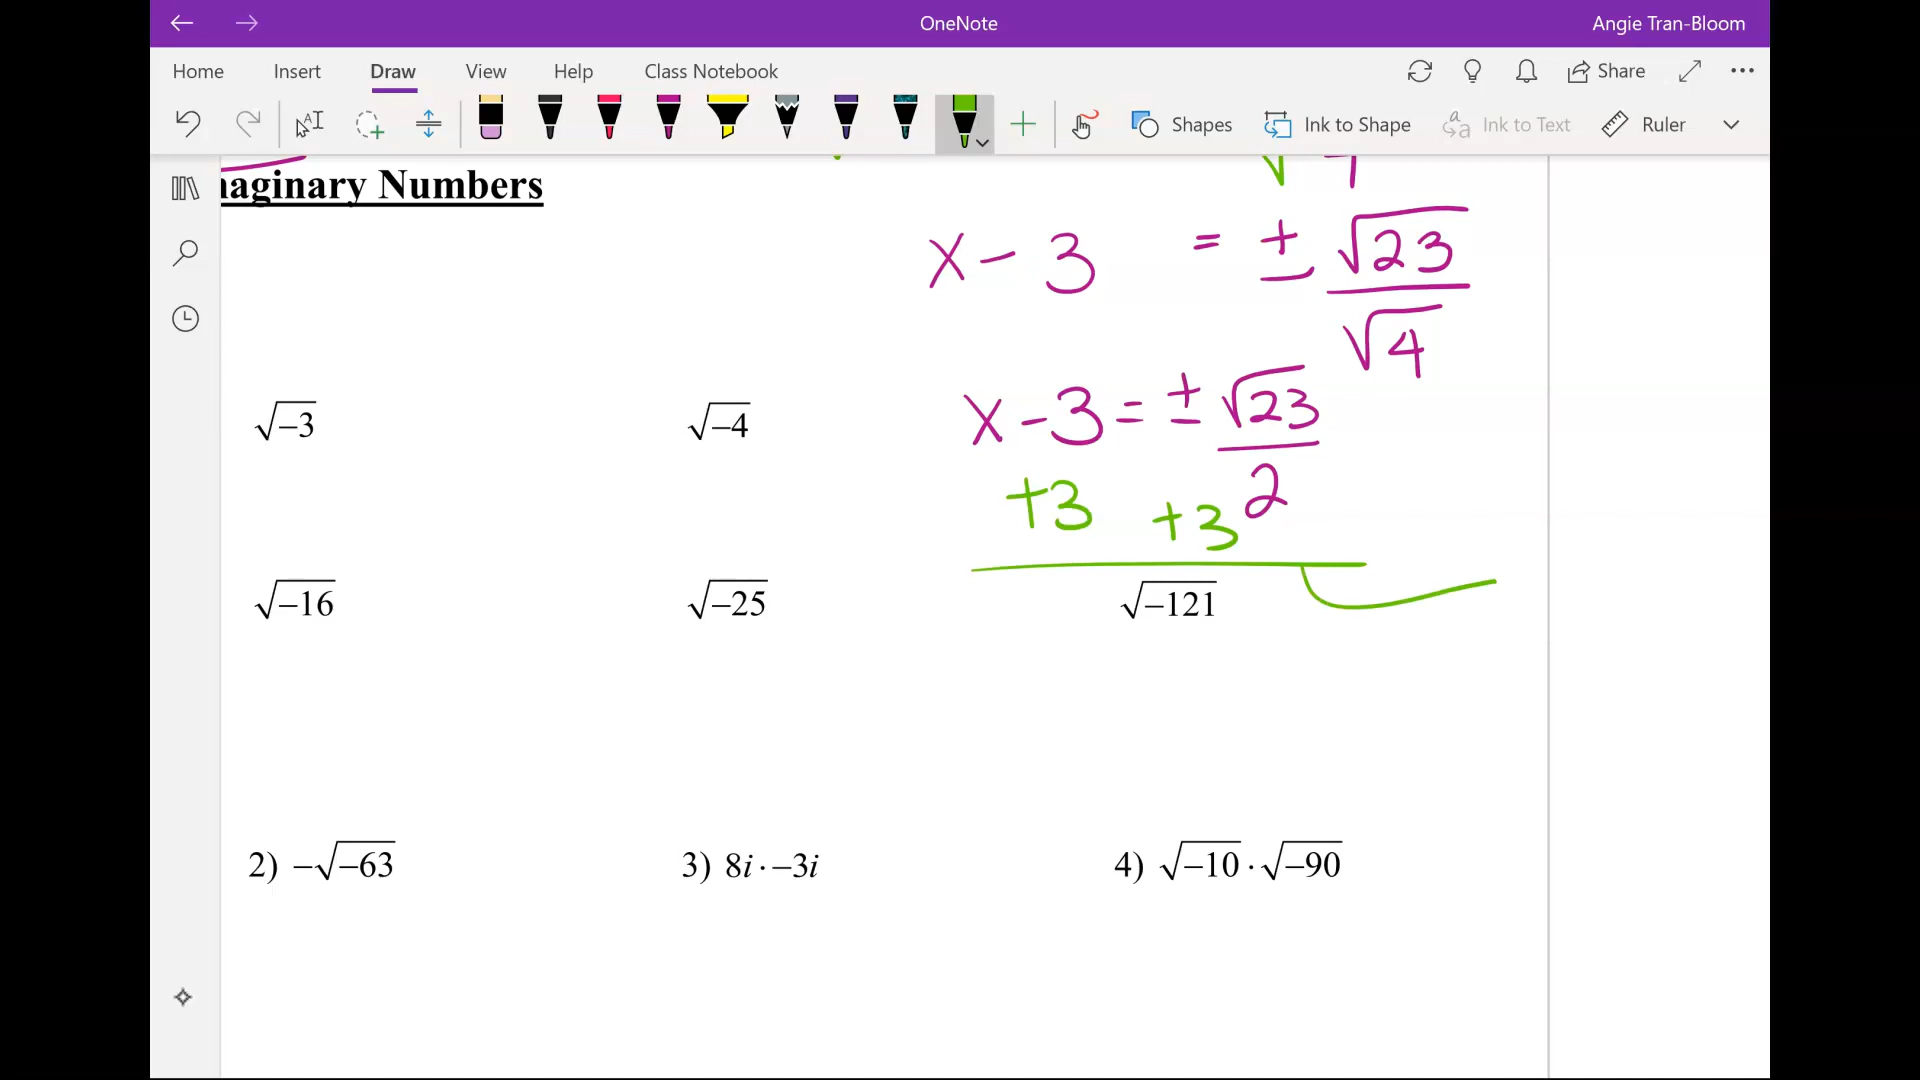 OneNote
Angie Tran-Bloom
Home Insert Draw View Help Class Notebook Share
Shapes Ink to Shape Ink to Text Ruler
maginary Numbers
x - 3 = ± √23 / √4
√-3 √-4 x - 3 = ± √23 / 2
+3 +3
√-16 √-25 √-121
2) -√-63 3) 8i · -3i 4) √-10 · √-90